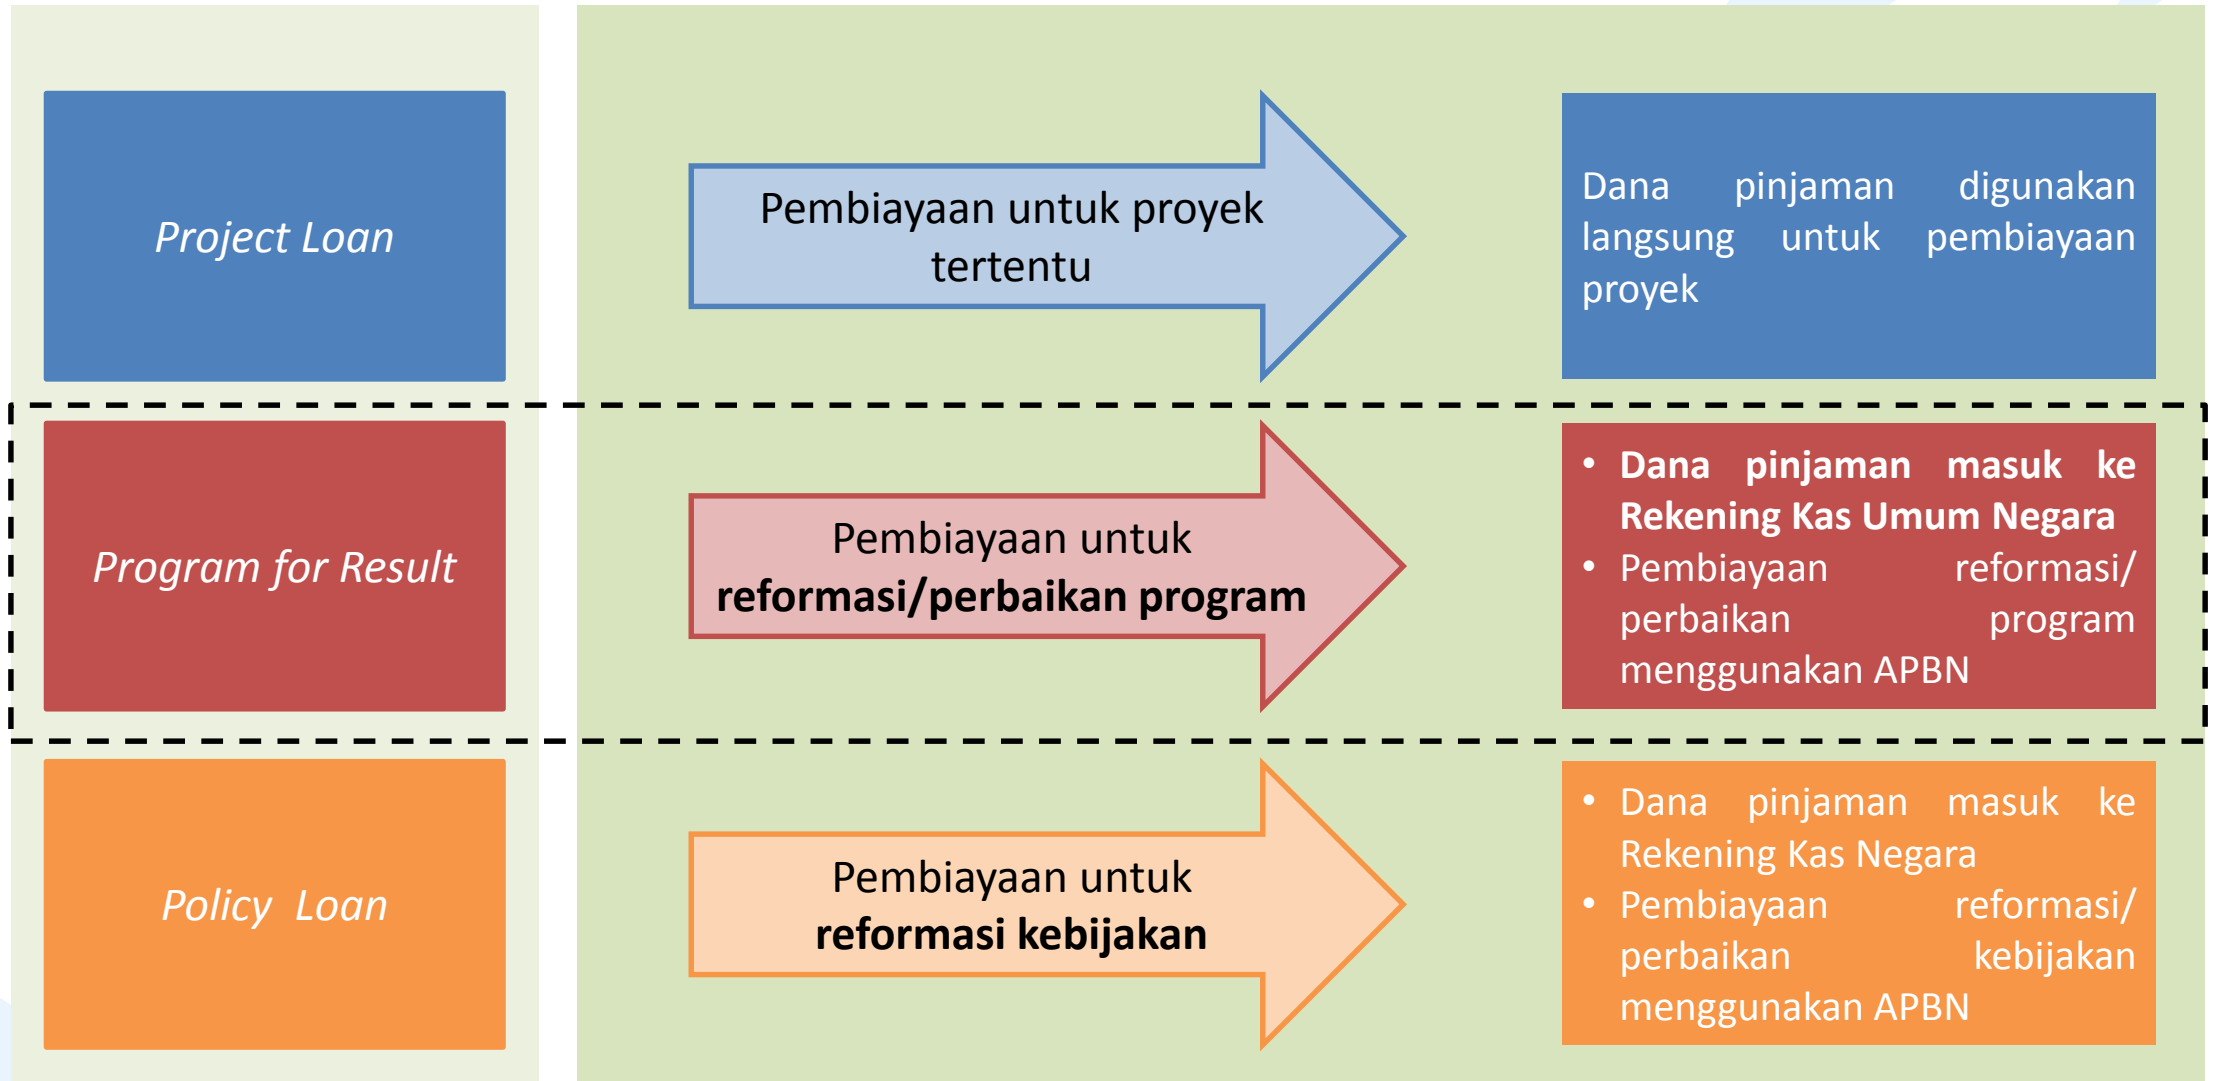 Project Loan
Pembiayaan untuk proyek
tertentu
Dana pinjaman digunakan
langsung untuk pembiayaan
proyek
Program for Result
Pembiayaan untuk
reformasi/perbaikan program
• Dana pinjaman masuk ke
Rekening Kas Umum Negara
• Pembiayaan reformasi/
perbaikan program
menggunakan APBN
Policy Loan
Pembiayaan untuk
reformasi kebijakan
• Dana pinjaman masuk ke
Rekening Kas Negara
• Pembiayaan reformasi/
perbaikan kebijakan
menggunakan APBN